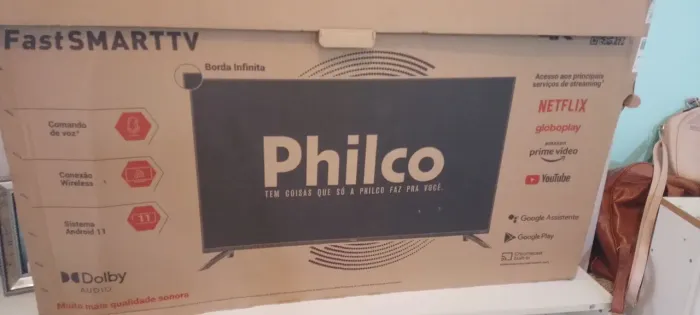 FastSMARTTV
Borda Infinita
Philco
TEM COISAS QUE SÓ A PHILCO FAZ PRA VOCÊ.
Comando
de voz*
Conexão
Wireless
Sistema
Android 11
11
Dolby
AUDIO
Muito mais qualidade sonora
Acesso aos principais
serviços de streaming*
NETFLIX
globoplay
amazon
prime video
YouTube
Google Assistente
Google Play